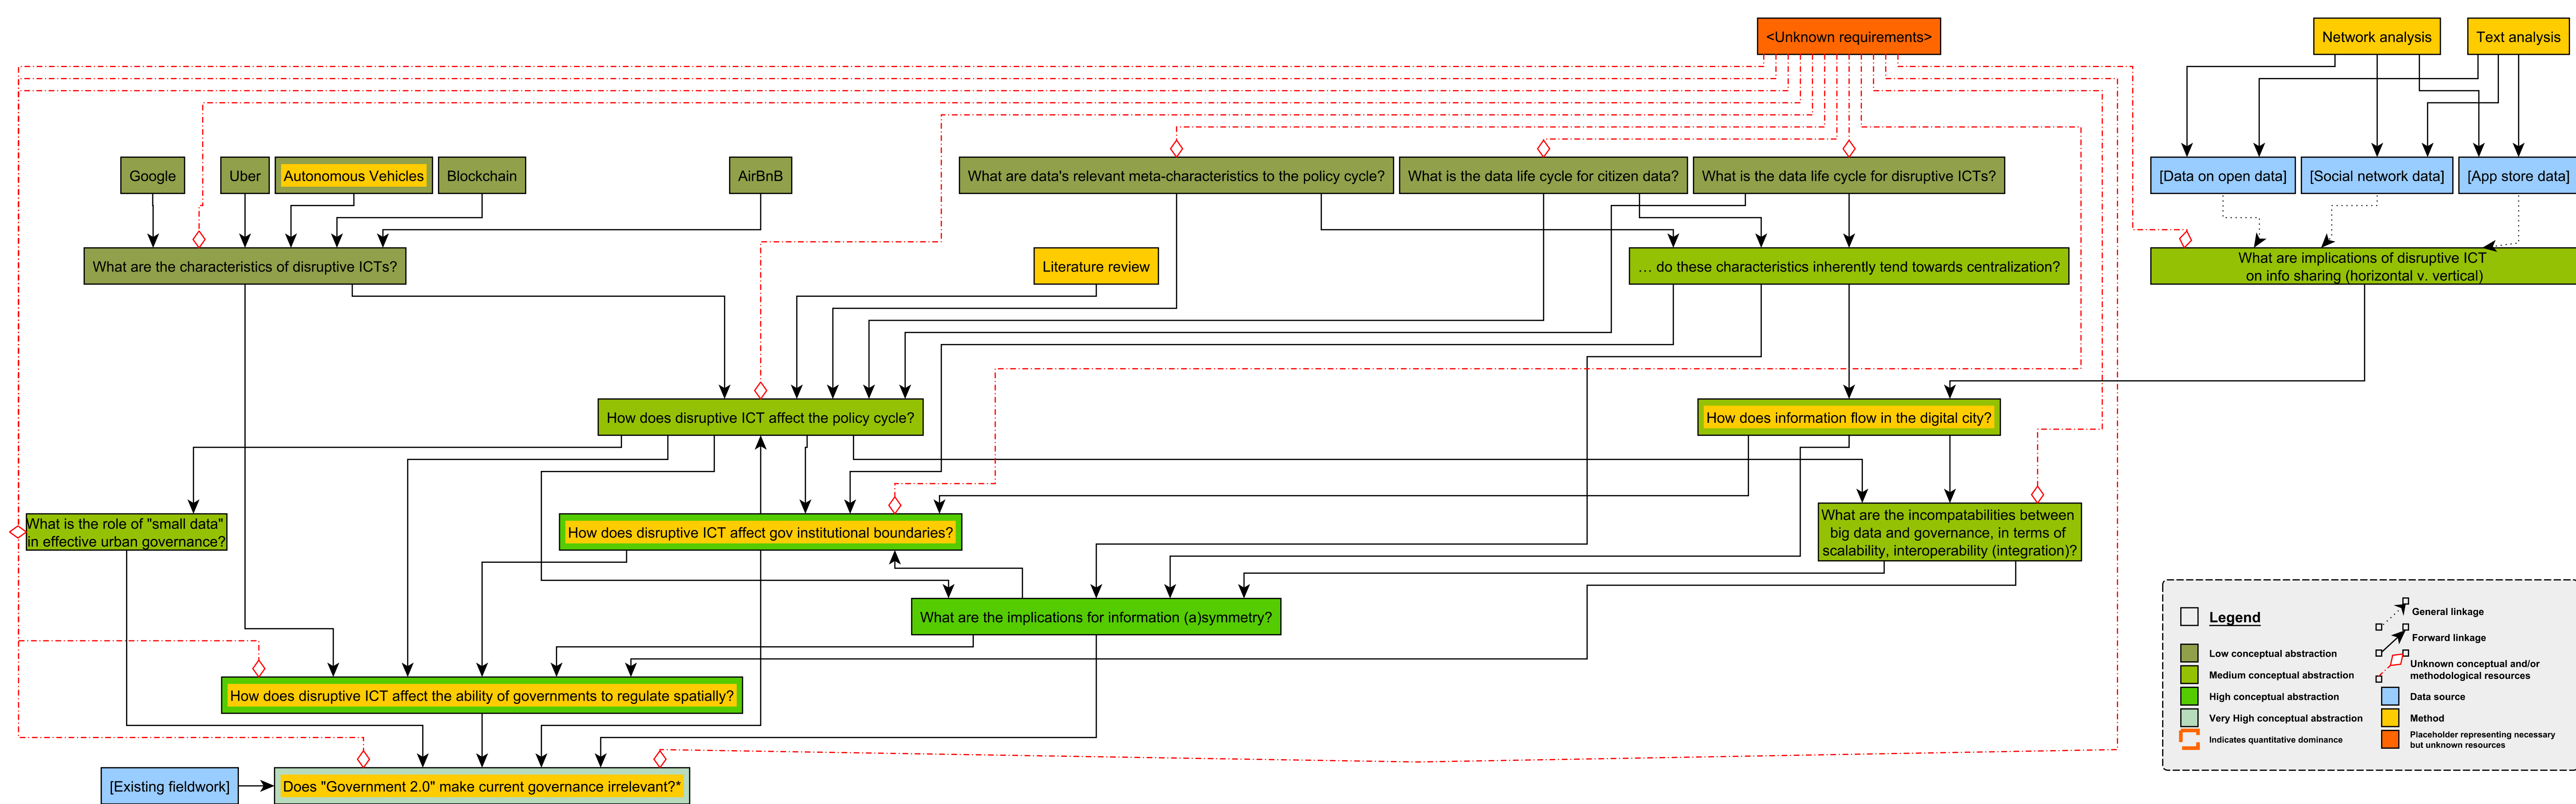 <Unknown requirements>
Network analysis
Text analysis
Google
Uber
Autonomous Vehicles
Blockchain
AirBnB
What are data's relevant meta-characteristics to the policy cycle?
What is the data life cycle for citizen data?
What is the data life cycle for disruptive ICTs?
[Data on open data]
[Social network data]
[App store data]
What are the characteristics of disruptive ICTs?
Literature review
… do these characteristics inherently tend towards centralization?
What are implications of disruptive ICT
on info sharing (horizontal v. vertical)
How does disruptive ICT affect the policy cycle?
How does information flow in the digital city?
What is the role of "small data"
in effective urban governance?
How does disruptive ICT affect gov institutional boundaries?
What are the incompatabilities between
big data and governance, in terms of
scalability, interoperability (integration)?
What are the implications for information (a)symmetry?
How does disruptive ICT affect the ability of governments to regulate spatially?
[Existing fieldwork]
Does "Government 2.0" make current governance irrelevant?*
Legend
Low conceptual abstraction
Medium conceptual abstraction
High conceptual abstraction
Very High conceptual abstraction
Indicates quantitative dominance
General linkage
Forward linkage
Unknown conceptual and/or
methodological resources
Data source
Method
Placeholder representing necessary
but unknown resources